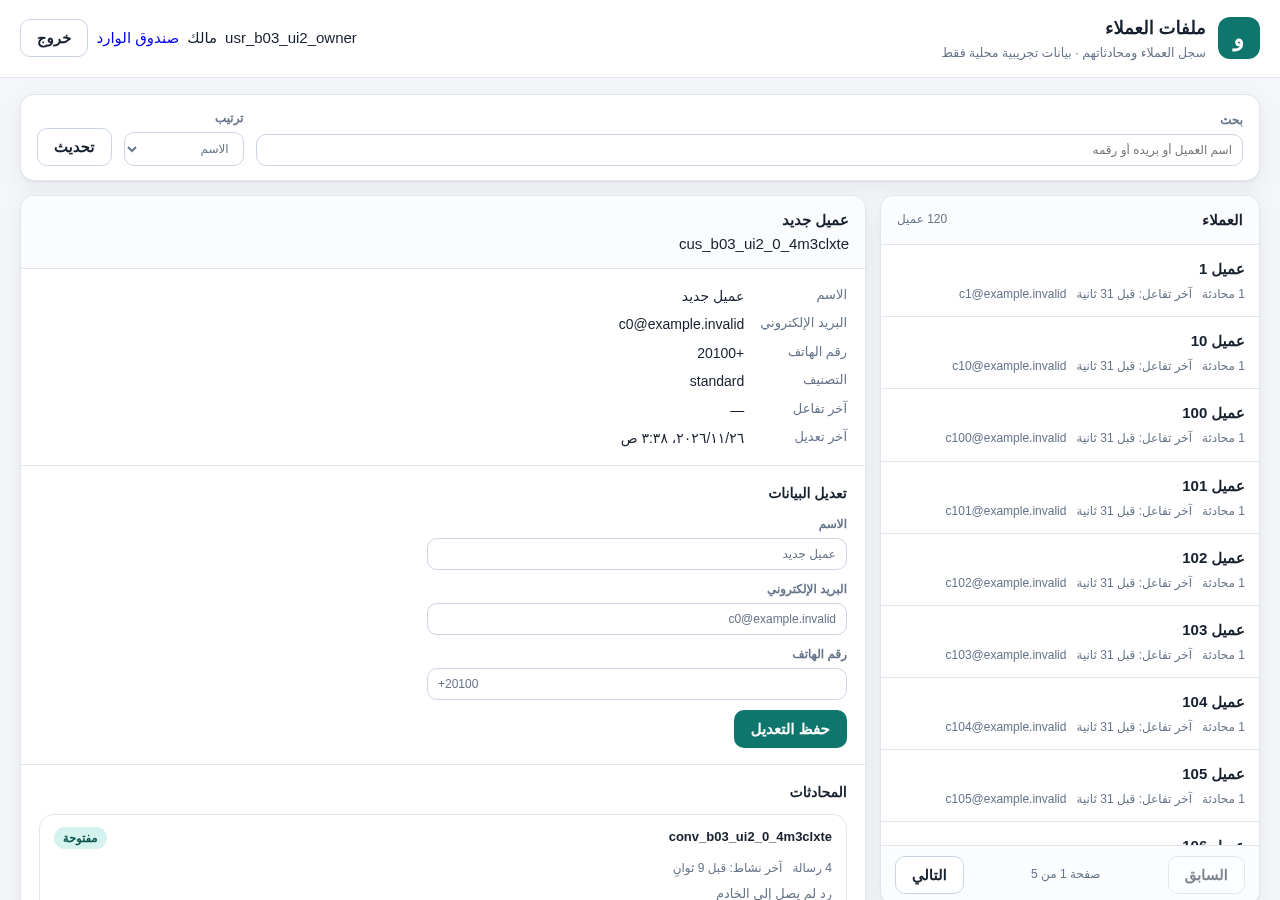 و
ملفات العملاء
سجل العملاء ومحادثاتهم · بيانات تجريبية محلية فقط
usr_b03_ui2_owner مالك صندوق الوارد خروج
بحث
اسم العميل أو بريده أو رقمه
ترتيب
الاسم
تحديث
العملاء
120 عميل
عميل 1
1 محادثة آخر تفاعل: قبل 31 ثانية c1@example.invalid
عميل 10
1 محادثة آخر تفاعل: قبل 31 ثانية c10@example.invalid
عميل 100
1 محادثة آخر تفاعل: قبل 31 ثانية c100@example.invalid
عميل 101
1 محادثة آخر تفاعل: قبل 31 ثانية c101@example.invalid
عميل 102
1 محادثة آخر تفاعل: قبل 31 ثانية c102@example.invalid
عميل 103
1 محادثة آخر تفاعل: قبل 31 ثانية c103@example.invalid
عميل 104
1 محادثة آخر تفاعل: قبل 31 ثانية c104@example.invalid
عميل 105
1 محادثة آخر تفاعل: قبل 31 ثانية c105@example.invalid
السابق
صفحة 1 من 5
التالي
عميل جديد
cus_b03_ui2_0_4m3clxte
الاسم عميل جديد
البريد الإلكتروني c0@example.invalid
رقم الهاتف 20100+
التصنيف standard
آخر تفاعل —
آخر تعديل ٢٠٢٦/١١/٢٦، ٣:٣٨ ص
تعديل البيانات
الاسم
عميل جديد
البريد الإلكتروني
c0@example.invalid
رقم الهاتف
+20100
حفظ التعديل
المحادثات
conv_b03_ui2_0_4m3clxte
مفتوحة
4 رسالة آخر نشاط: قبل 9 ثوانٍ
رد لم يصل إلى الخادم